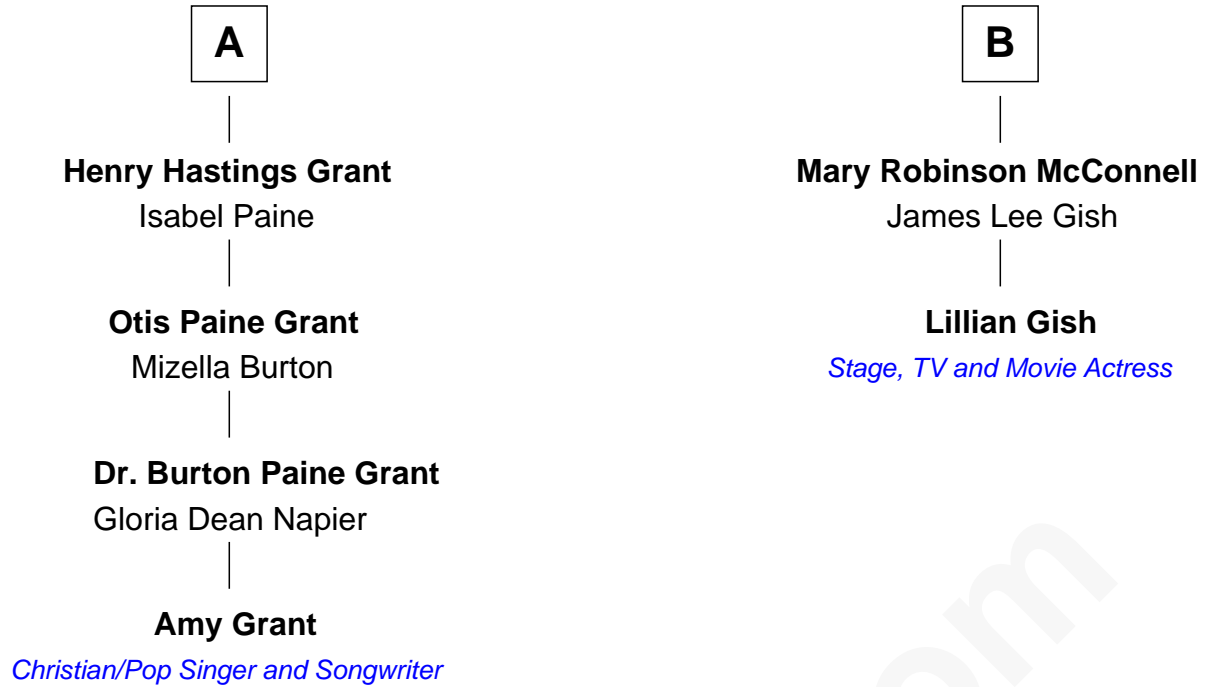 A
Henry Hastings Grant
Isabel Paine
Otis Paine Grant
Mizella Burton
Dr. Burton Paine Grant
Gloria Dean Napier
Amy Grant
Christian/Pop Singer and Songwriter
B
Mary Robinson McConnell
James Lee Gish
Lillian Gish
Stage, TV and Movie Actress
om